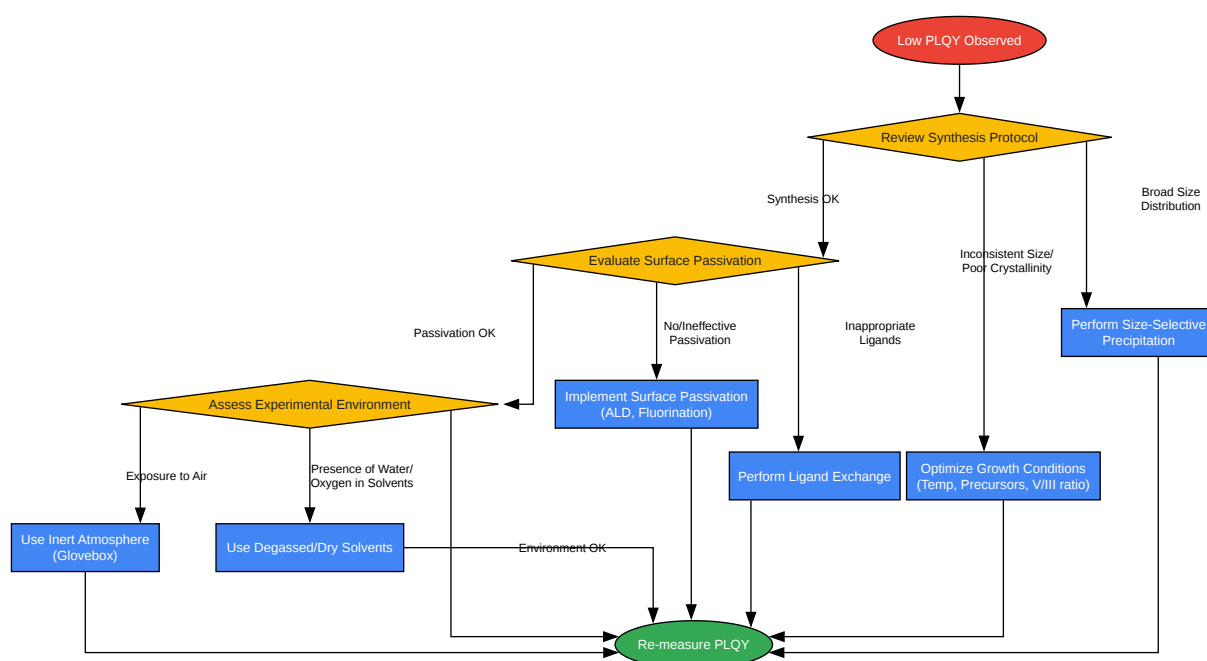 Low PLQY Observed
Review Synthesis Protocol
Synthesis OK
Broad Size
Distribution
Inconsistent Size/
Poor Crystallinity
Evaluate Surface Passivation
Passivation OK
No/Ineffective
Passivation
Inappropriate
Ligands
Perform Size-Selective
Precipitation
Assess Experimental Environment
Implement Surface Passivation
(ALD, Fluorination)
Exposure to Air
Presence of Water/
Oxygen in Solvents
Perform Ligand Exchange
Optimize Growth Conditions
(Temp, Precursors, V/III ratio)
Use Inert Atmosphere
(Glovebox)
Use Degassed/Dry Solvents
Environment OK
Re-measure PLQY